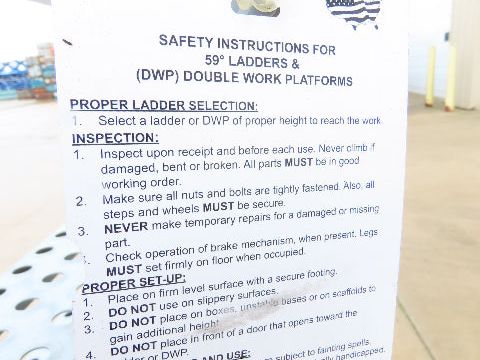 SAFETY INSTRUCTIONS FOR
59° LADDERS &
(DWP) DOUBLE WORK PLATFORMS
PROPER LADDER SELECTION:
1. Select a ladder or DWP of proper height to reach the work
INSPECTION:
1. Inspect upon receipt and before each use. Never climb if
damaged, bent or broken. All parts MUST be in good
working order.
2. Make sure all nuts and bolts are tightly fastened. Also, all
steps and wheels MUST be secure.
3. NEVER make temporary repairs for a damaged or missing
part.
Check operation of brake mechanism, when present. Legs
MUST set firmly on floor when occupied.
PROPER SET-UP:
1. Place on firm level surface with a secure footing.
2. DO NOT use on slippery surfaces.
3. DO NOT place on boxes, unstable bases or on scaffolds to
gain additional height.
4. DO NOT place in front of a door that opens toward the
ladder or DWP.
AND USE:
subject to fainting spells,
handicapped.